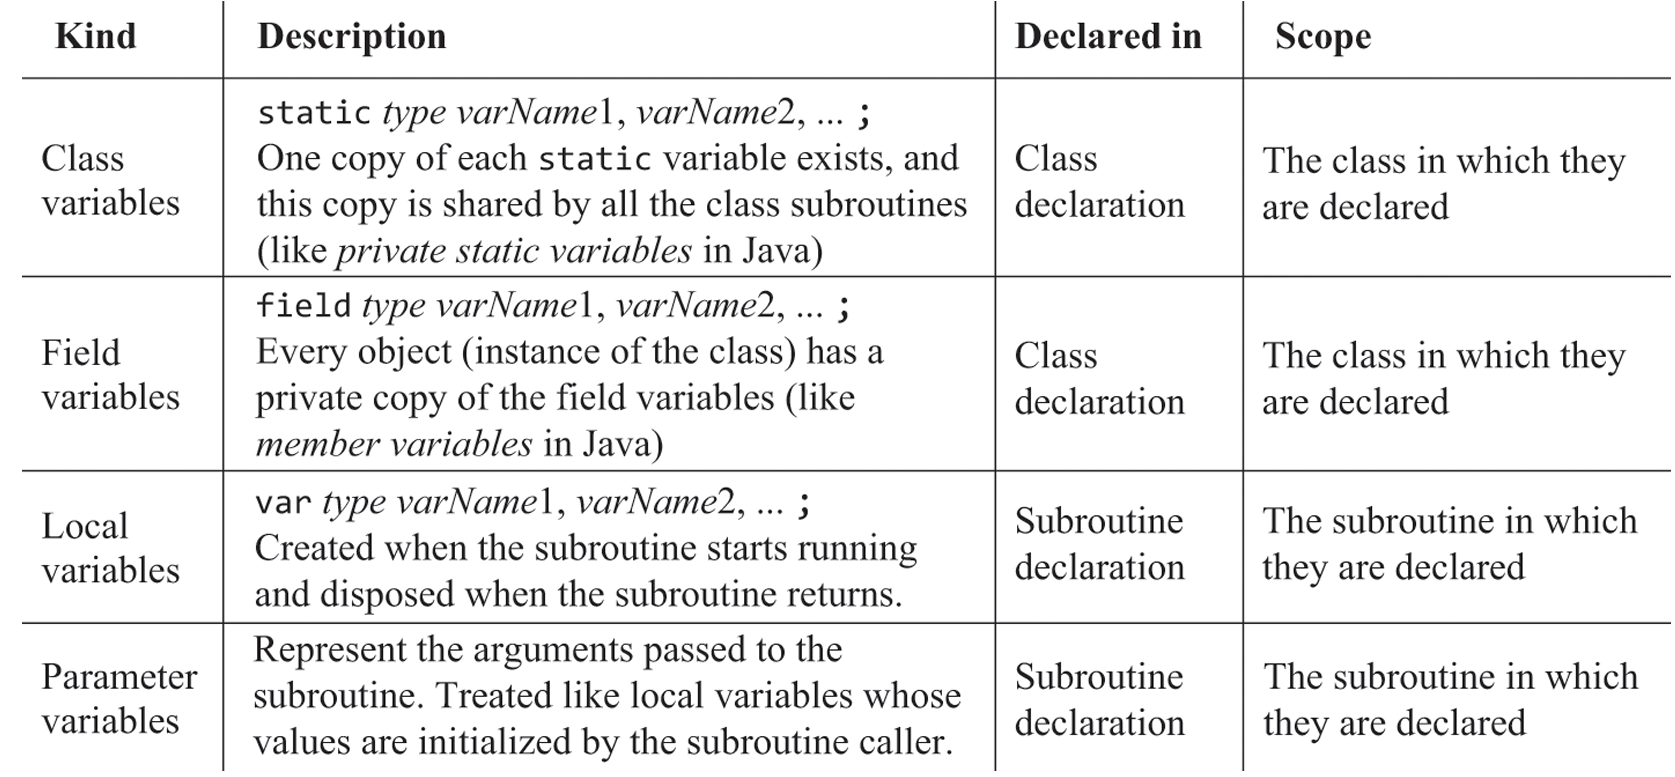 Kind Description Declared in Scope
Class variables
static type varName1, varName2, ... ;
One copy of each static variable exists, and
this copy is shared by all the class subroutines
(like private static variables in Java)
Class
declaration
The class in which they
are declared
Field
variables
field type varName1, varName2, ... ;
Every object (instance of the class) has a
private copy of the field variables (like
member variables in Java)
Class
declaration
The class in which they
are declared
Local
variables
var type varName1, varName2, ... ;
Created when the subroutine starts running
and disposed when the subroutine returns.
Subroutine
declaration
The subroutine in which
they are declared
Parameter
variables
Represent the arguments passed to the
subroutine. Treated like local variables whose
values are initialized by the subroutine caller.
Subroutine
declaration
The subroutine in which
they are declared